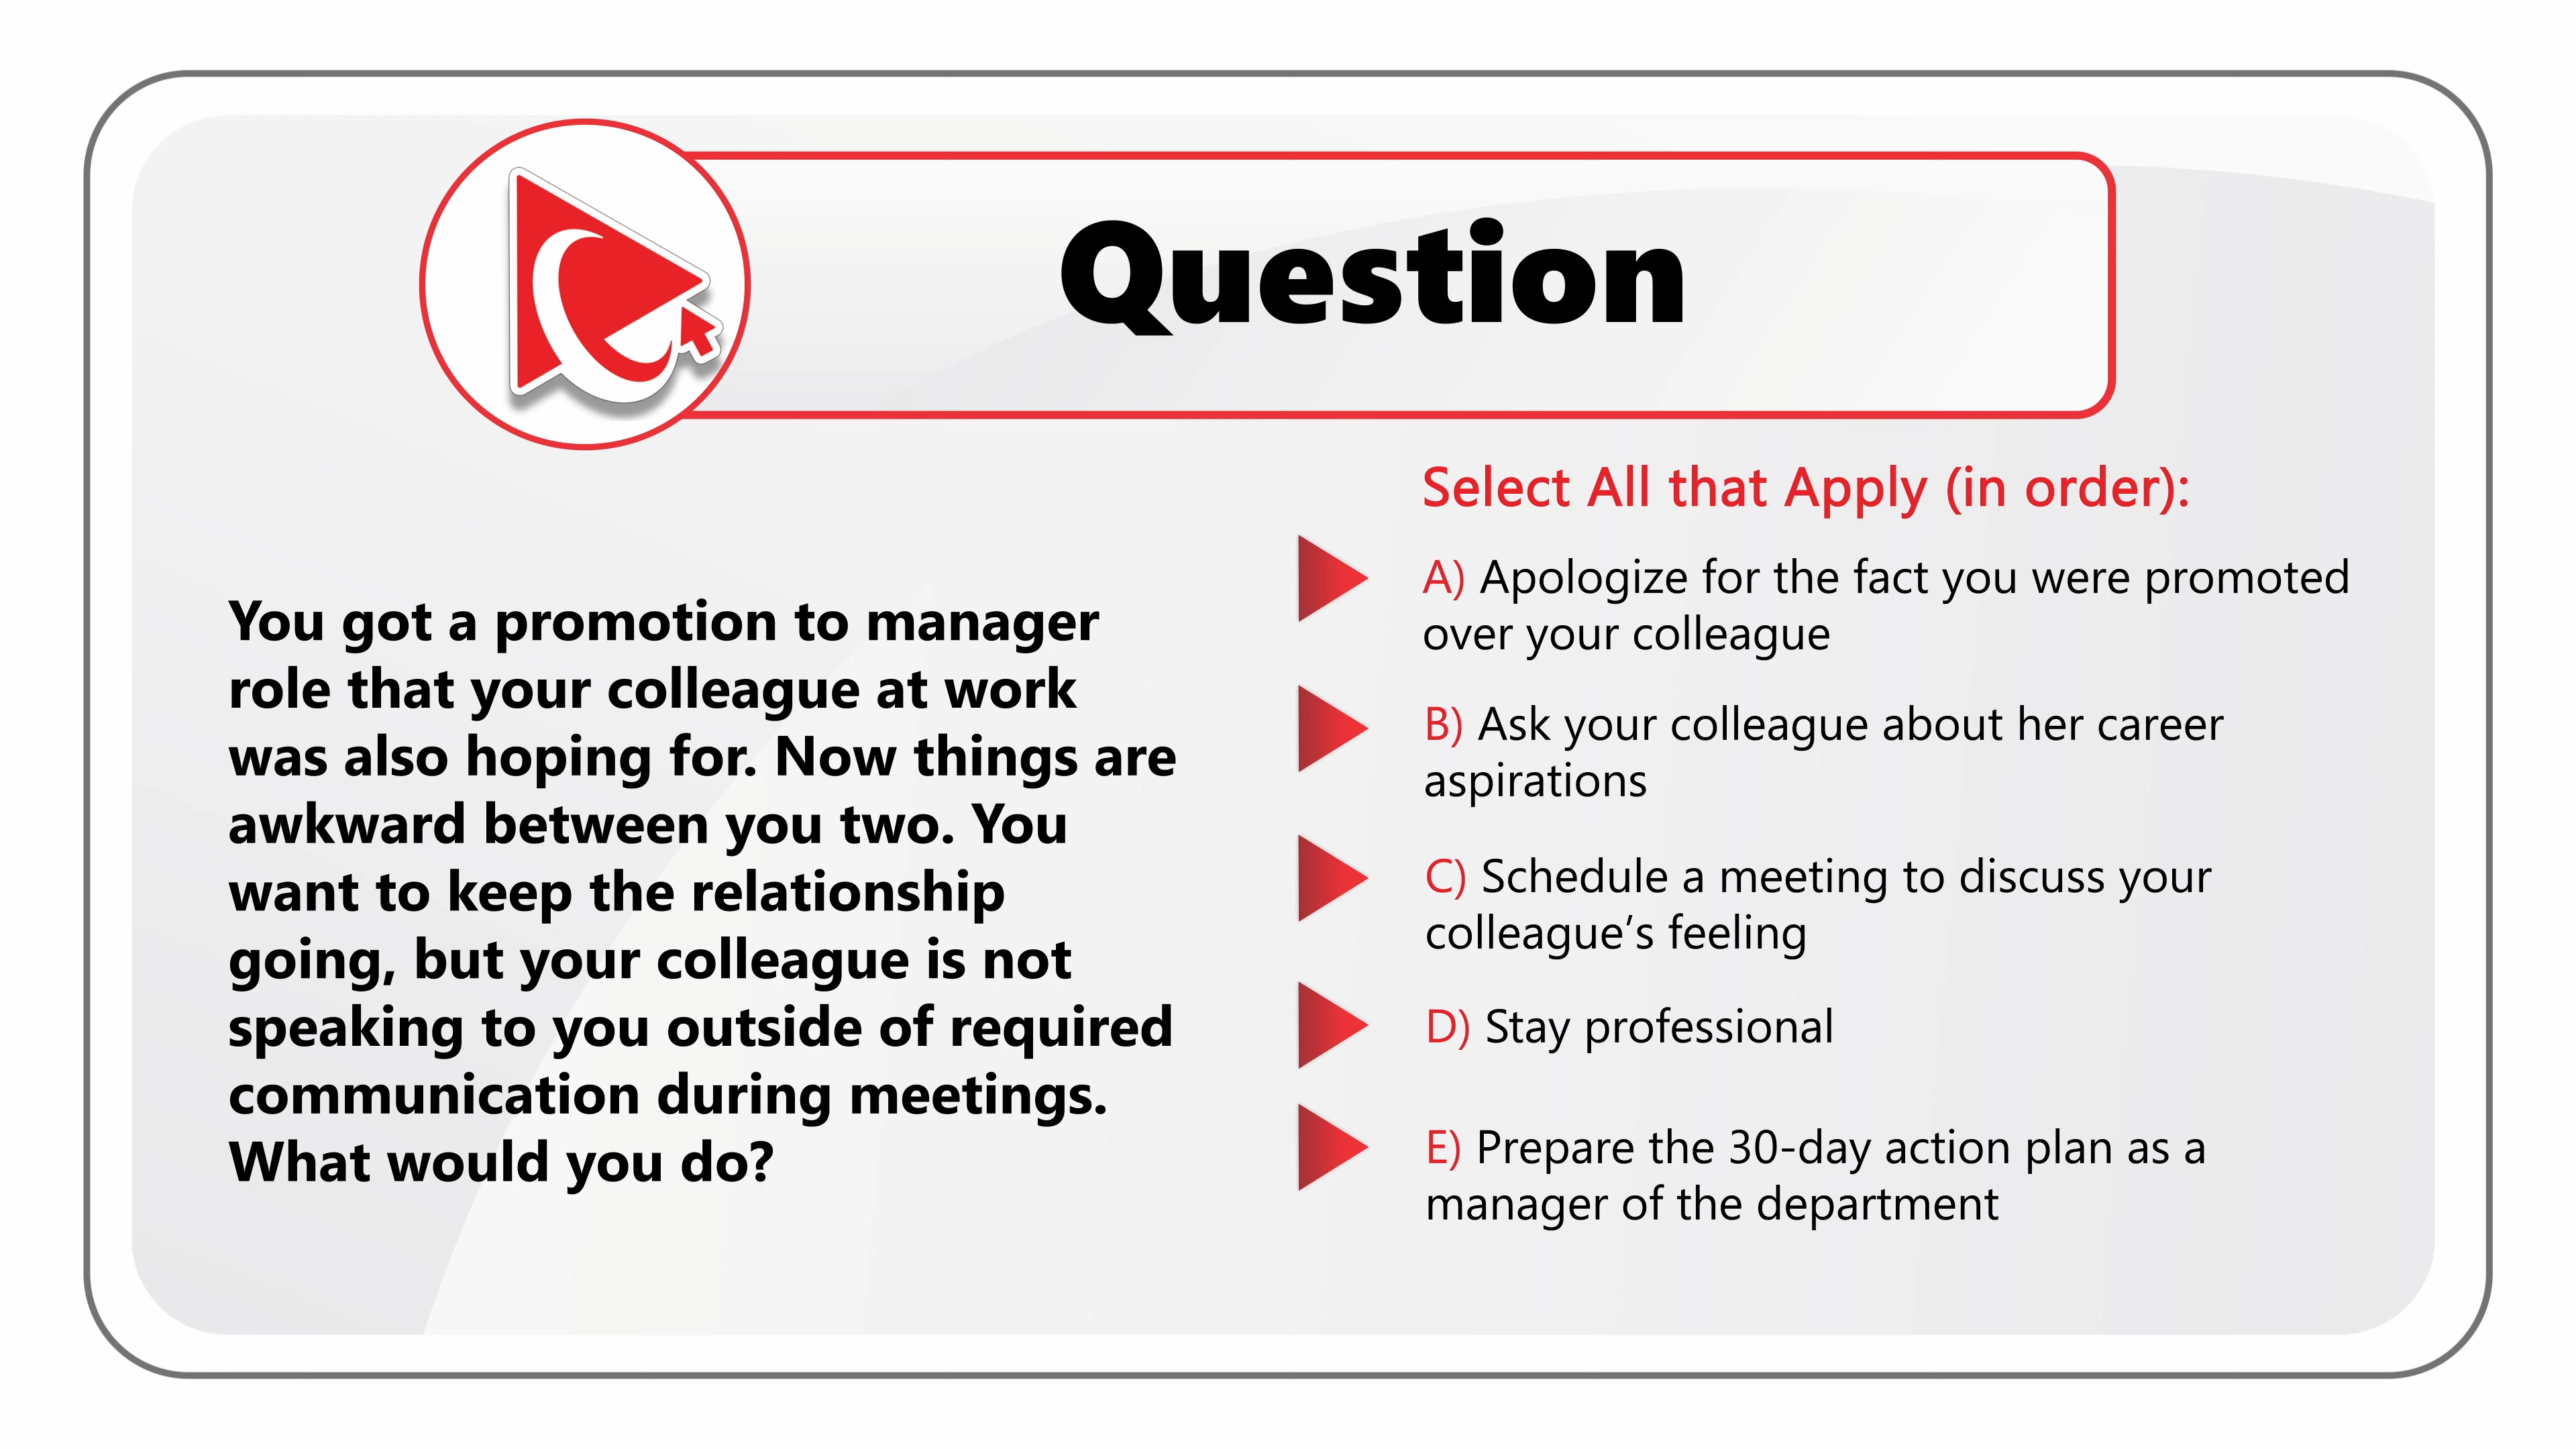 Question
You got a promotion to manager
role that your colleague at work
was also hoping for. Now things are
awkward between you two. You
want to keep the relationship
going, but your colleague is not
speaking to you outside of required
communication during meetings.
What would you do?
Select All that Apply (in order):
A) Apologize for the fact you were promoted
over your colleague
B) Ask your colleague about her career
aspirations
C) Schedule a meeting to discuss your
colleague’s feeling
D) Stay professional
E) Prepare the 30-day action plan as a
manager of the department